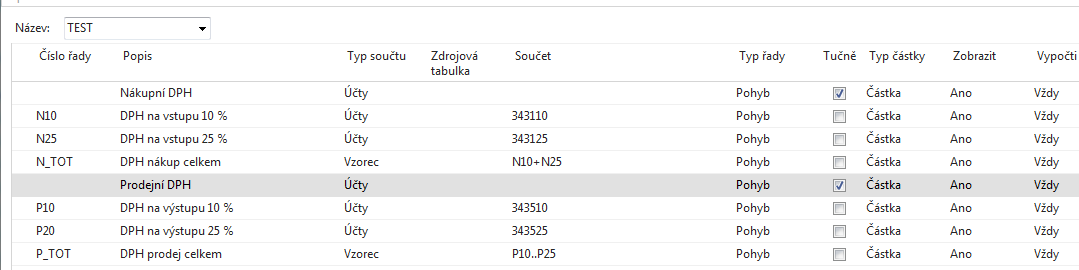 Název: TEST
Číslo řady Popis Typ součtu Zdrojová tabulka Součet Typ řady Tučně Typ částky Zobrazit Vypočti
Nákupní DPH Účty Pohyb Částka Ano Vždy
N10 DPH na vstupu 10 % Účty 343110 Pohyb Částka Ano Vždy
N25 DPH na vstupu 25 % Účty 343125 Pohyb Částka Ano Vždy
N_TOT DPH nákup celkem Vzorec N10+N25 Pohyb Částka Ano Vždy
Prodejní DPH Účty Pohyb Částka Ano Vždy
P10 DPH na výstupu 10 % Účty 343510 Pohyb Částka Ano Vždy
P20 DPH na výstupu 25 % Účty 343525 Pohyb Částka Ano Vždy
P_TOT DPH prodej celkem Vzorec P10..P25 Pohyb Částka Ano Vždy